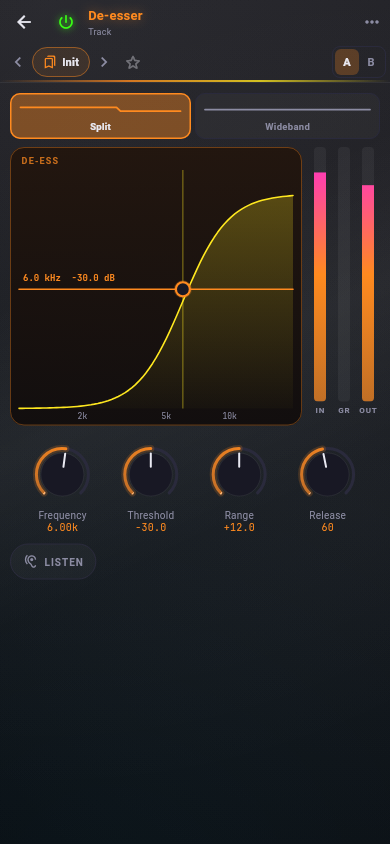 De-esser
Track
Init
A B
Split
Wideband
DE-ESS
6.0 kHz -30.0 dB
2k 5k 10k
IN GR OUT
Frequency Threshold Range Release
6.00k -30.0 +12.0 60
LISTEN